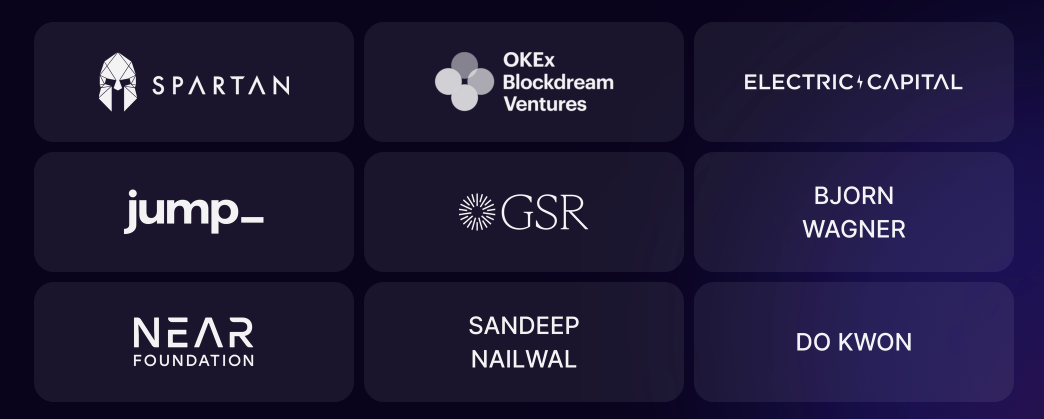 SPARTAN
OKEx
Blockdream
Ventures
ELECTRIC CAPITAL
jump_
GSR
BJORN
WAGNER
NEAR
FOUNDATION
SANDEEP
NAILWAL
DO KWON